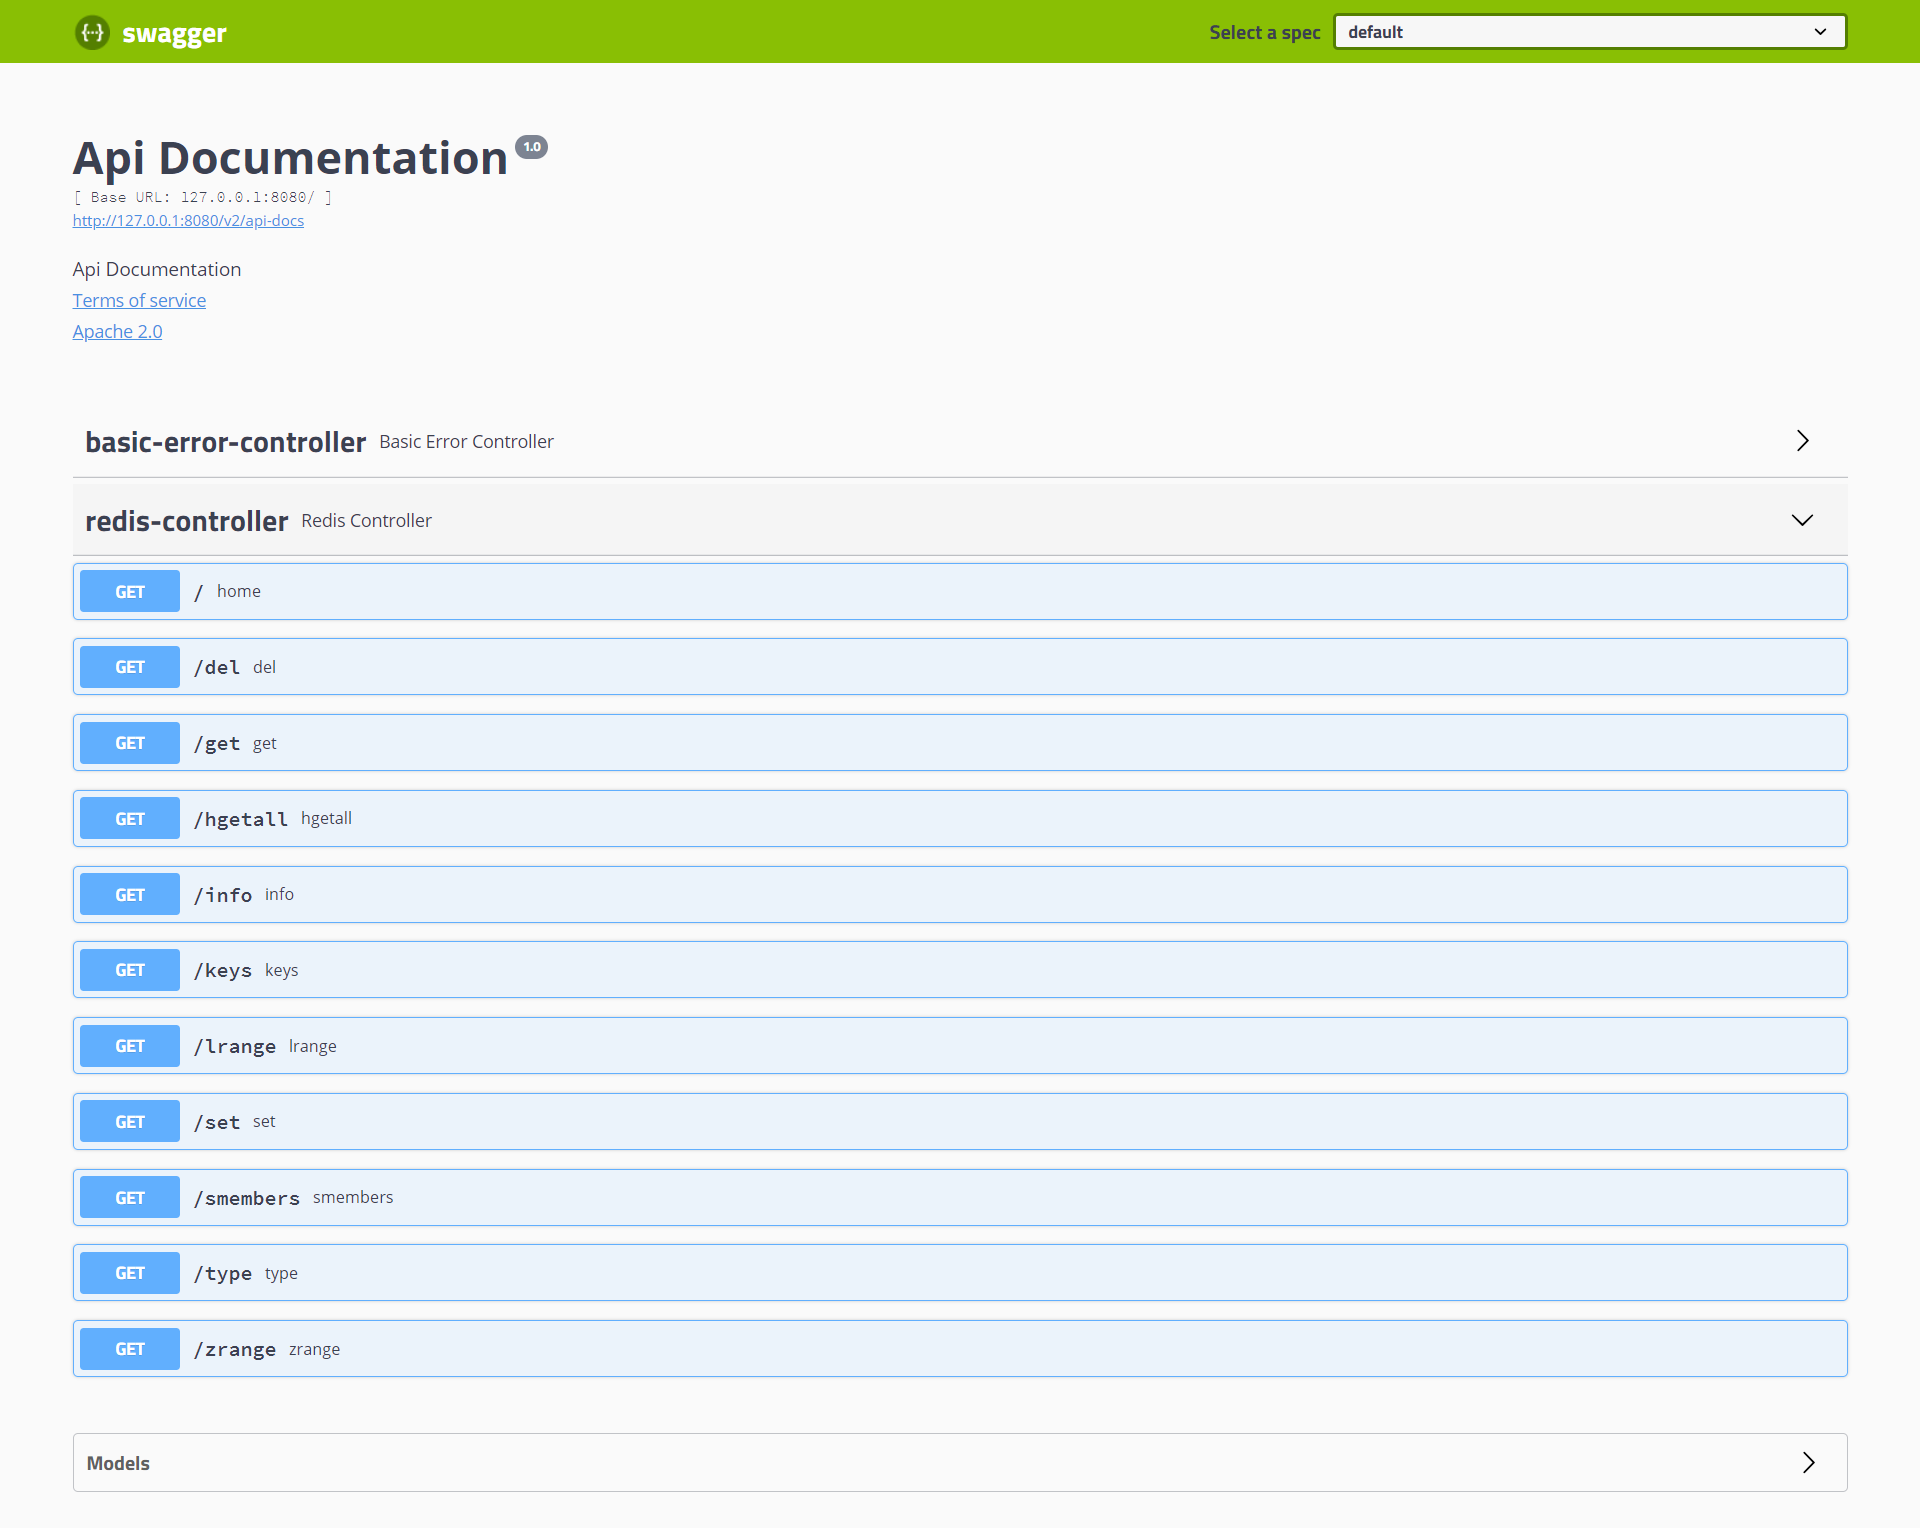 {...} swagger Select a spec default
Api Documentation 1.0
[ Base URL: 127.0.0.1:8080/ ]
http://127.0.0.1:8080/v2/api-docs
Api Documentation
Terms of service
Apache 2.0
basic-error-controller Basic Error Controller
redis-controller Redis Controller
GET / home
GET /del del
GET /get get
GET /hgetall hgetall
GET /info info
GET /keys keys
GET /lrange lrange
GET /set set
GET /smembers smembers
GET /type type
GET /zrange zrange
Models